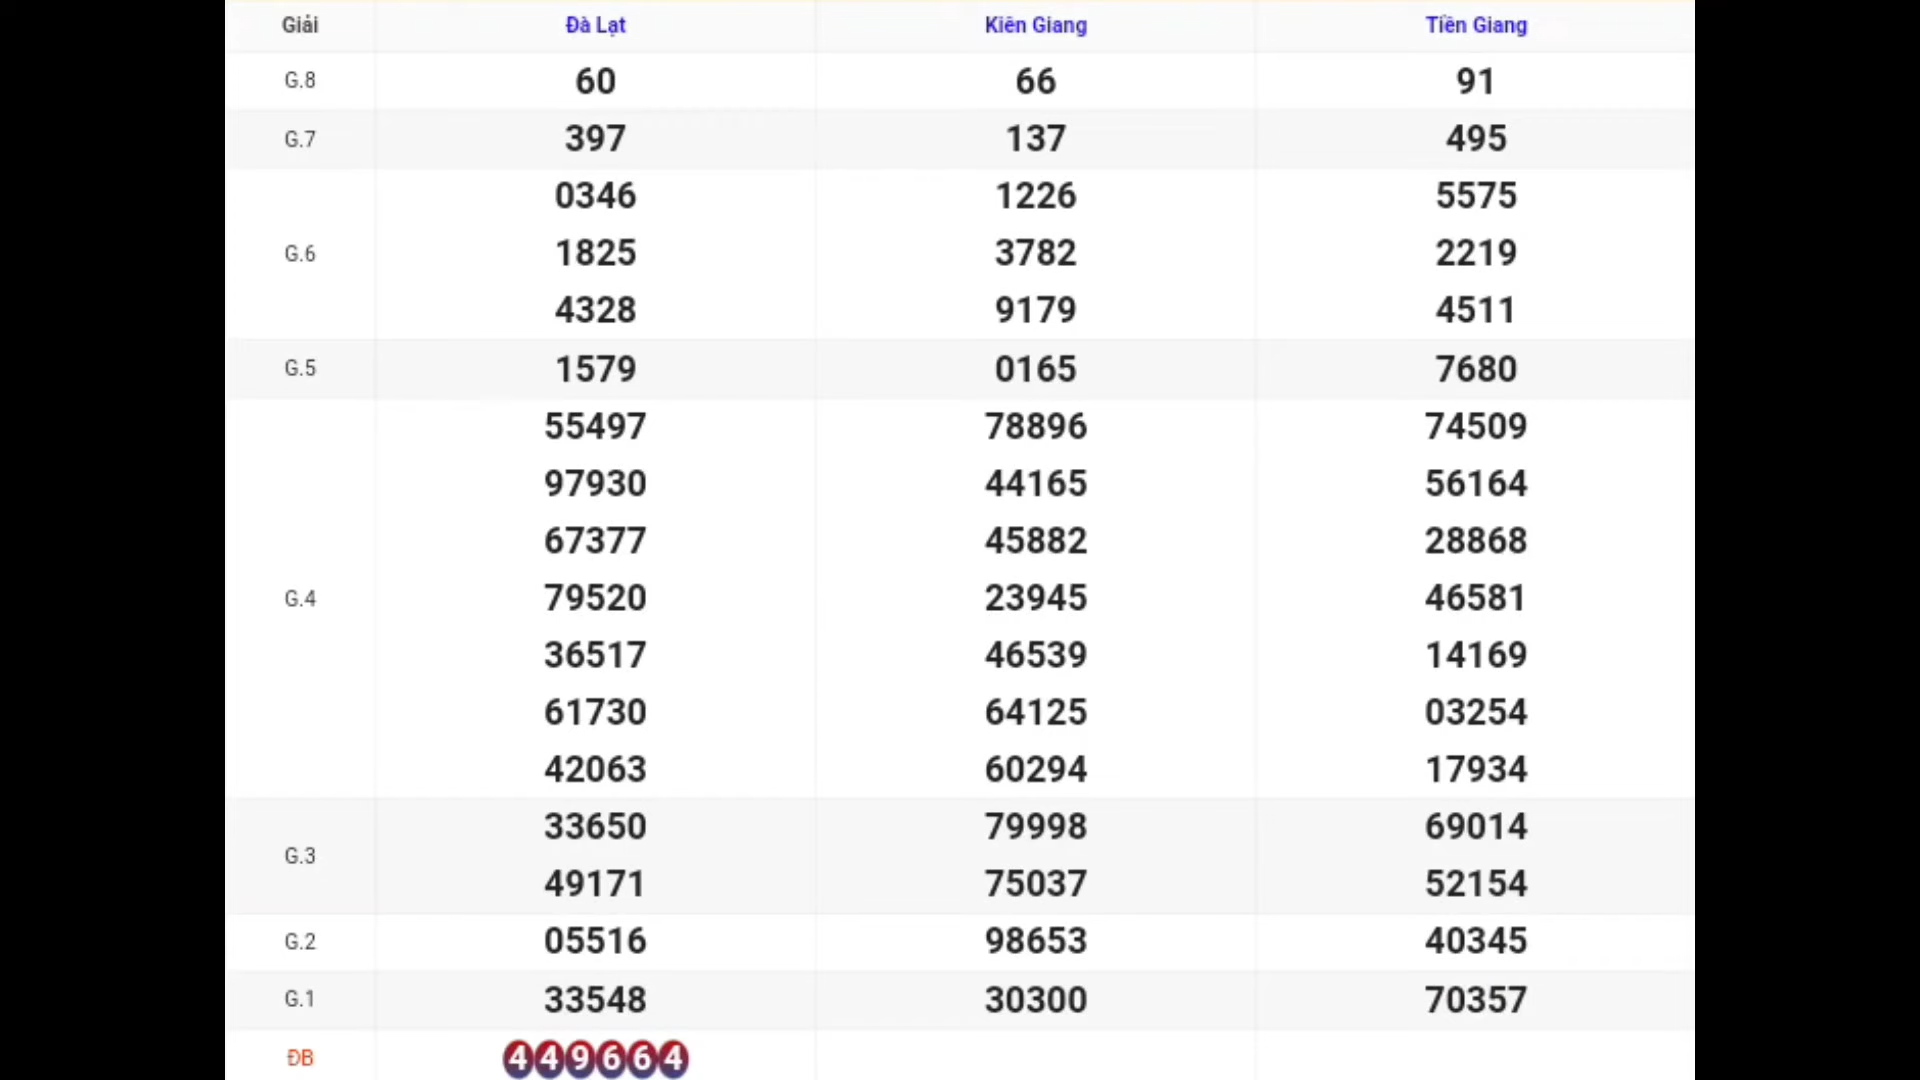 Giải Đà Lạt Kiên Giang Tiền Giang
G.8 60 66 91
G.7 397 137 495
0346 1226 5575
G.6 1825 3782 2219
4328 9179 4511
G.5 1579 0165 7680
55497 78896 74509
97930 44165 56164
67377 45882 28868
G.4 79520 23945 46581
36517 46539 14169
61730 64125 03254
42063 60294 17934
33650 79998 69014
G.3
49171 75037 52154
G.2 05516 98653 40345
G.1 33548 30300 70357
ĐB 449664